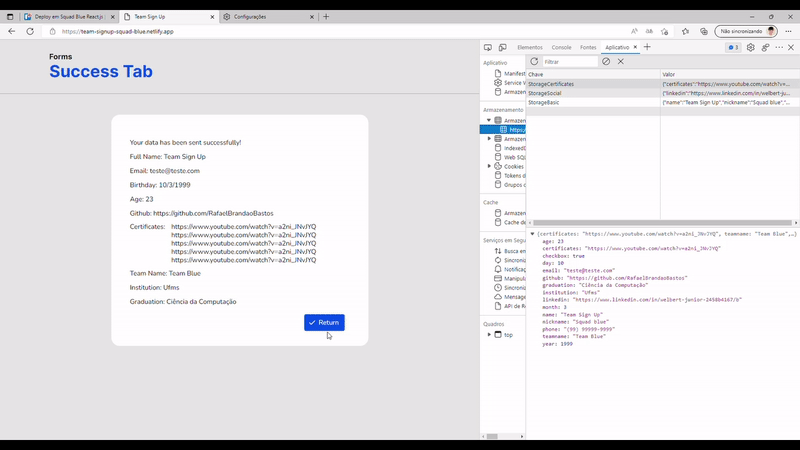 Deploy em Squad Blue React.js
Team Sign Up
Configurações
https://team-signup-squad-blue.netlify.app
Não sincronizando
Forms
Success Tab
Your data has been sent successfully!
Full Name: Team Sign Up
Email: teste@teste.com
Birthday: 10/3/1999
Age: 23
Github: https://github.com/RafaelBrandaoBastos
Certificates: https://www.youtube.com/watch?v=a2ni_JNvJYQ
https://www.youtube.com/watch?v=a2ni_JNvJYQ
https://www.youtube.com/watch?v=a2ni_JNvJYQ
https://www.youtube.com/watch?v=a2ni_JNvJYQ
https://www.youtube.com/watch?v=a2ni_JNvJYQ
Team Name: Team Blue
Institution: Ufms
Graduation: Ciência da Computação
Return
Elementos
Console
Fontes
Aplicativo
3
Aplicativo
Manifest
Service W
Armazen
Armazenamento
Armazen
https:/
Armazen
IndexedD
Web SQL
Cookies
Tokens d
Grupos d
Cache
Armazen
Cache de
Serviços em Segu
Busca em
Sincroniz
Notificaç
Manipula
Sincroniz
Mensage
API de Re
Quadros
top
Filtrar
Chave Valor
StorageCertificates {"certificates":"https://www.youtube.com/watch?v=...
StorageSocial {"linkedin":"https://www.linkedin.com/in/welbert-ju...
StorageBasic {"name":"Team Sign Up","nickname":"Squad blue",...
{certificates: "https://www.youtube.com/watch?v=a2ni_JNvJYQ", teamname: "Team Blue",…}
age: 23
certificates: "https://www.youtube.com/watch?v=a2ni_JNvJYQ"
checkbox: true
day: 10
email: "teste@teste.com"
github: "https://github.com/RafaelBrandaoBastos"
graduation: "Ciência da Computação"
institution: "Ufms"
linkedin: "https://www.linkedin.com/in/welbert-junior-2458b4167/b"
month: 3
name: "Team Sign Up"
nickname: "Squad blue"
phone: "(99) 99999-9999"
teamname: "Team Blue"
year: 1999